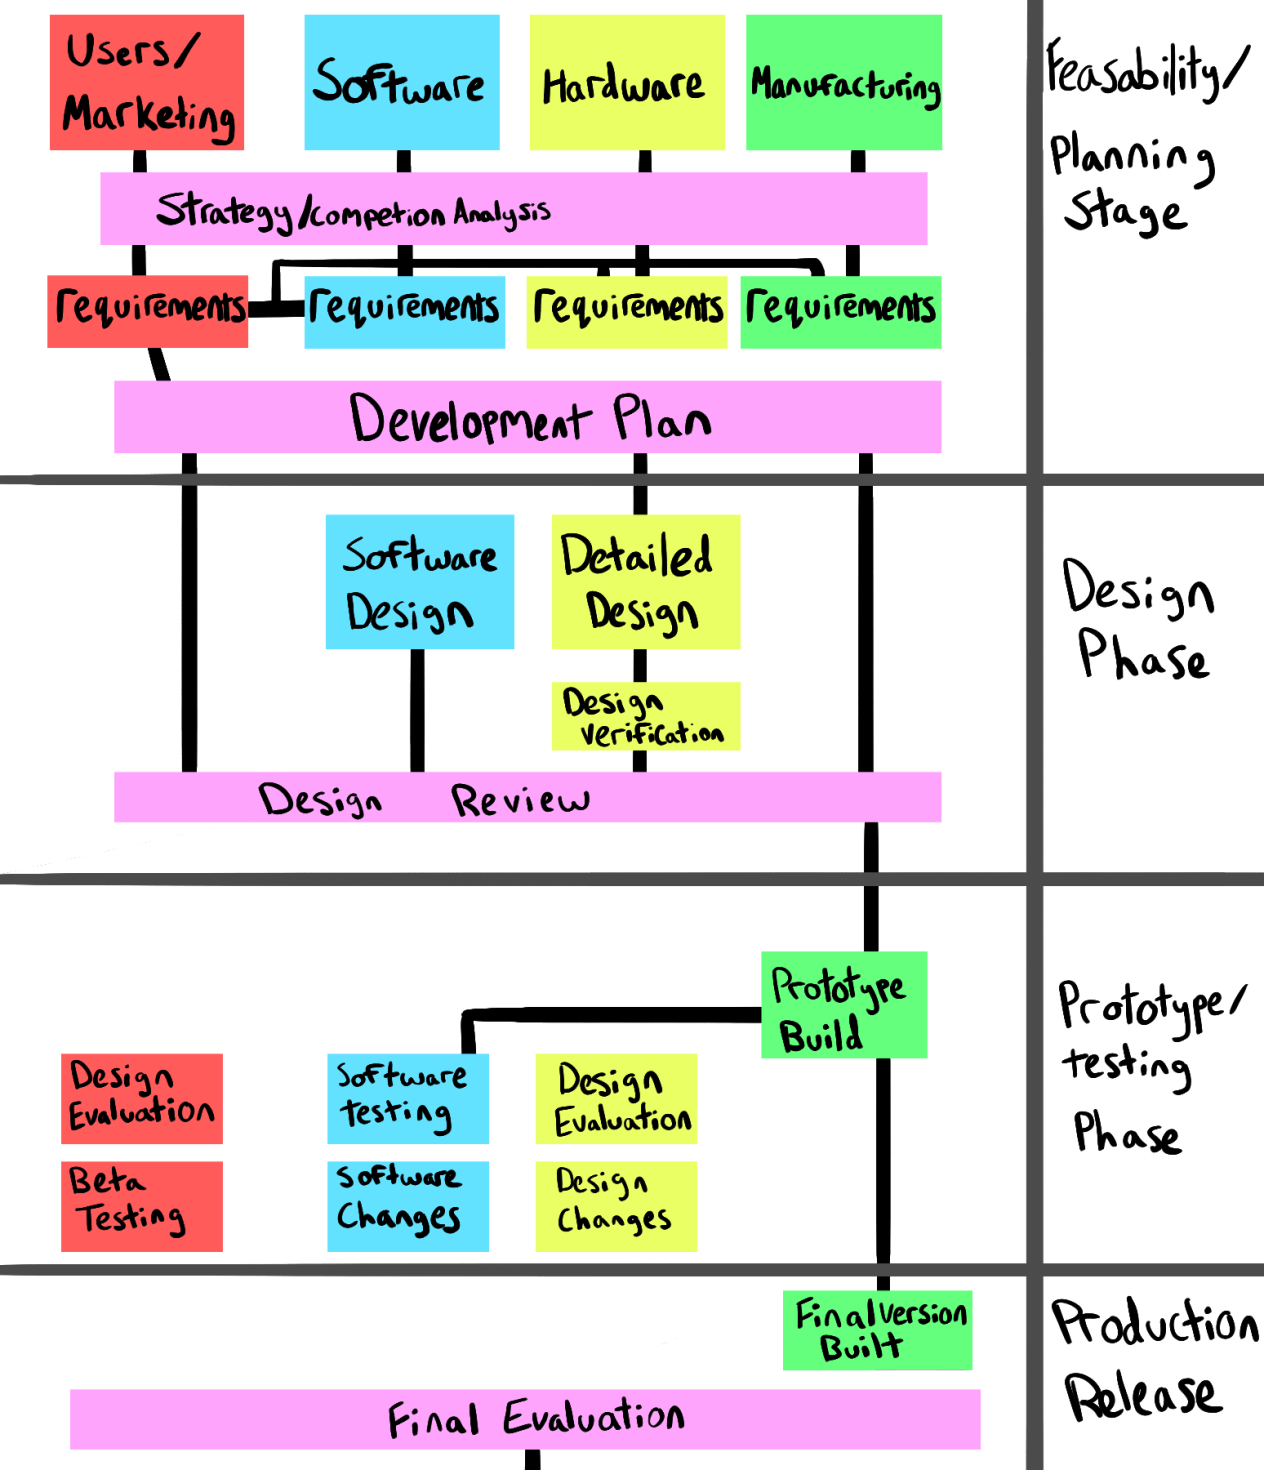 Users/
Marketing
Software
Hardware
Manufacturing
Feasability/
Planning
Stage
Strategy/Competion Analysis
requirements
requirements
requirements
requirements
Development Plan
Software
Design
Detailed
Design
Design
Verification
Design Phase
Design Review
Prototype
Build
Prototype/
testing
Phase
Design
Evaluation
Software
testing
Design
Evaluation
Beta
Testing
Software
Changes
Design
Changes
Final Version
Built
Production
Release
Final Evaluation